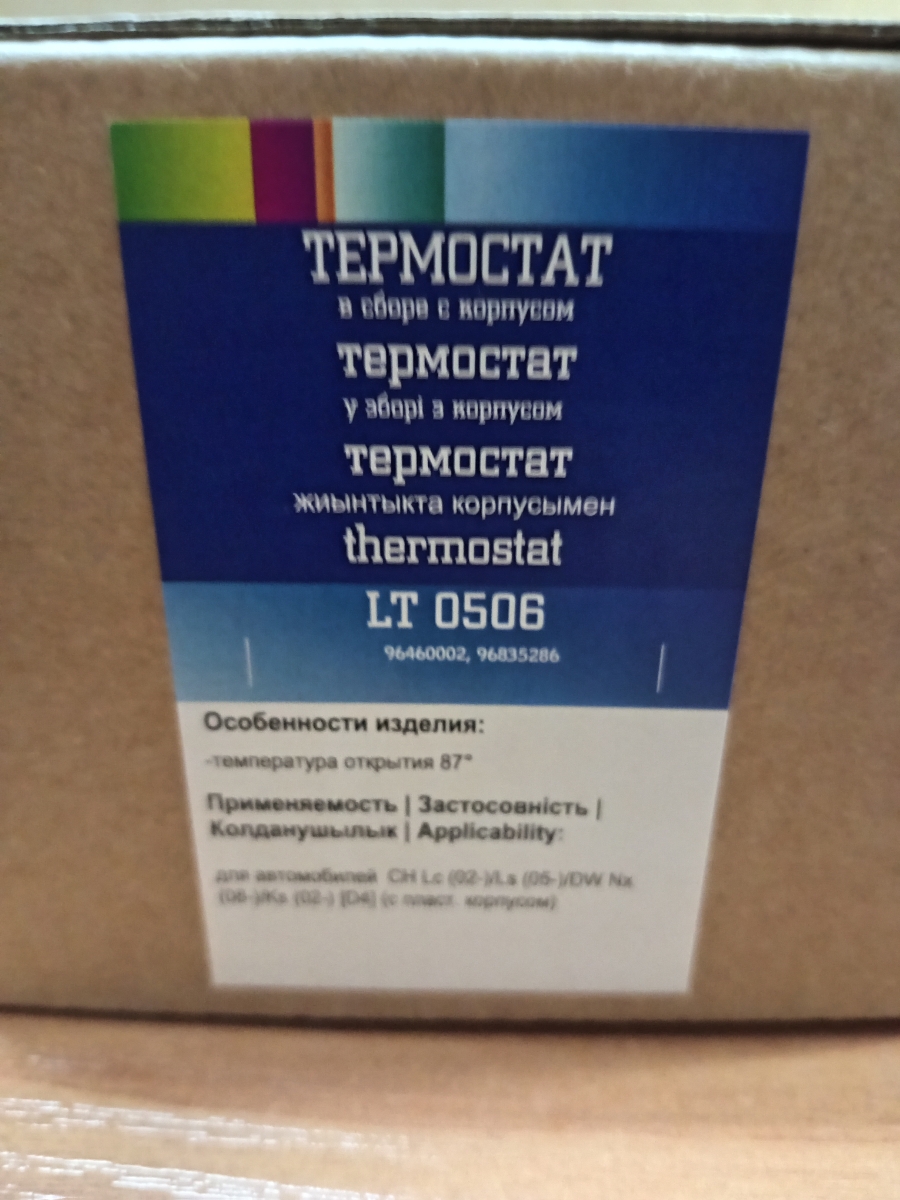 ТЕРМОСТАТ
в сборе с корпусом
термостат
у зборі з корпусом
термостат
жиынтыкта корпусымен
thermostat
LT 0506
96460002, 96835286
Особенности изделия:
-температура открытия 87°
Применяемость | Застосовність |
Колданушылык | Applicability:
для автомобилей CH Lc (02-)/Ls (05-)/DW Nx
(06-)/Ks (02-) [D4] (с пласт. корпусом)